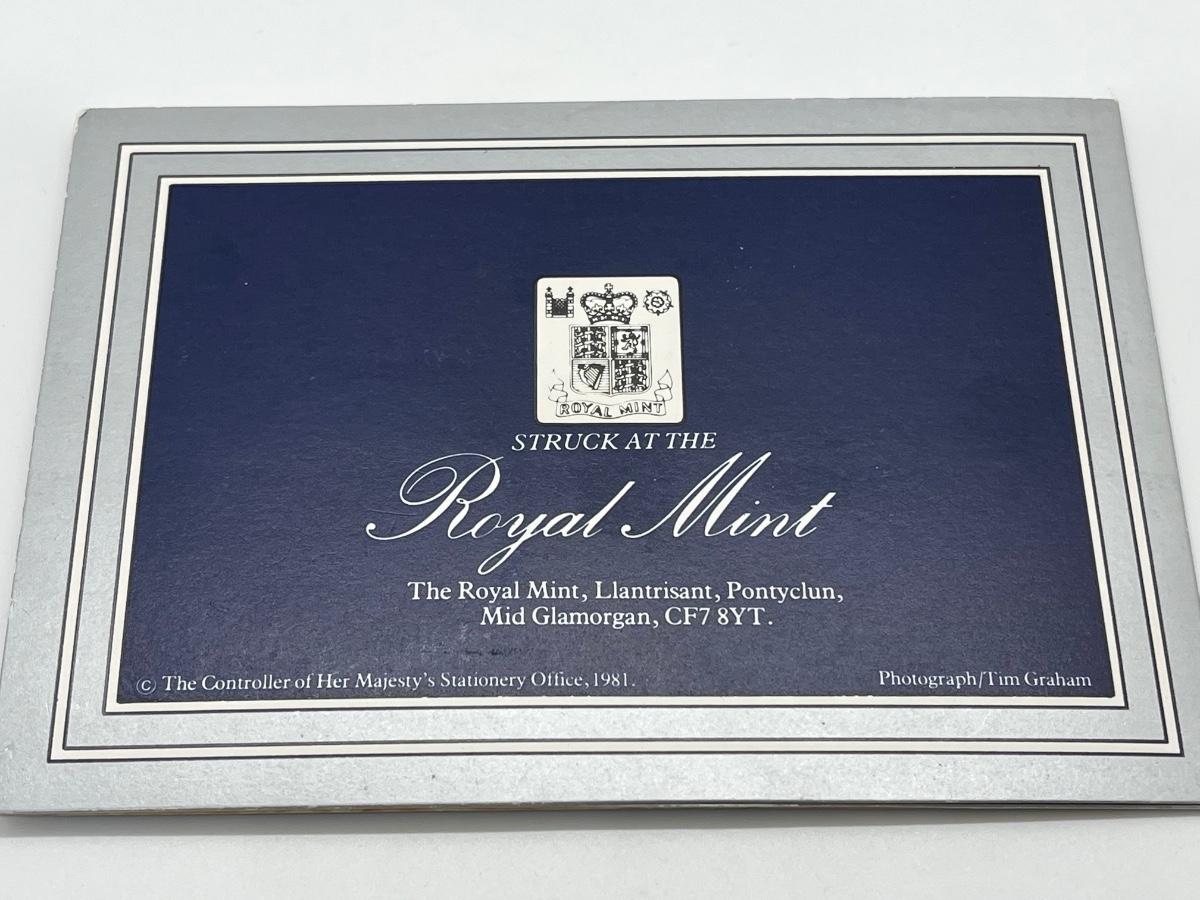 ROYAL MINT
STRUCK AT THE
Royal Mint
The Royal Mint, Llantrisant, Pontyclun,
Mid Glamorgan, CF7 8YT.
© The Controller of Her Majesty's Stationery Office, 1981.
Photograph/Tim Graham